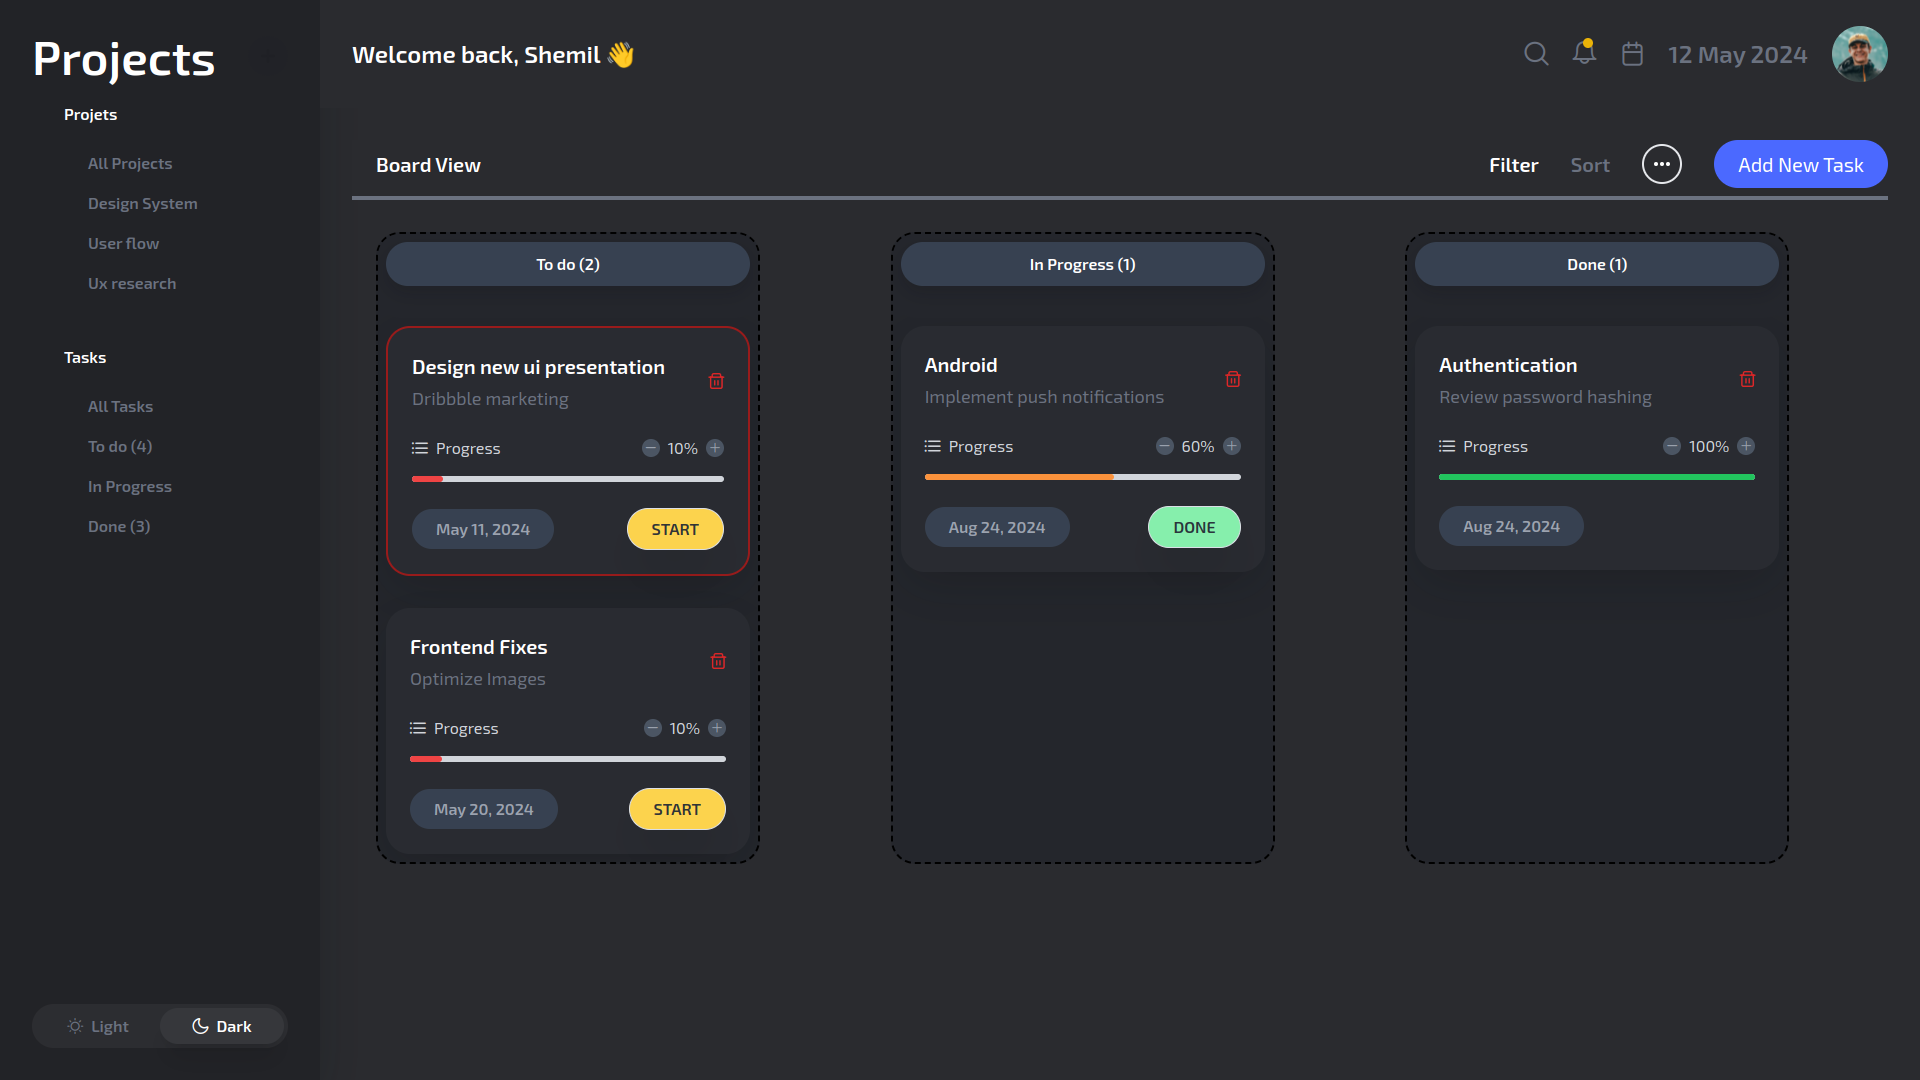 Projects
Projets
All Projects
Design System
User flow
Ux research
Tasks
All Tasks
To do (4)
In Progress
Done (3)
Light
Dark
Welcome back, Shemil 👋
12 May 2024
Board View
Filter
Sort
Add New Task
To do (2)
Design new ui presentation
Dribbble marketing
Progress
10%
May 11, 2024
START
Frontend Fixes
Optimize Images
Progress
10%
May 20, 2024
START
In Progress (1)
Android
Implement push notifications
Progress
60%
Aug 24, 2024
DONE
Done (1)
Authentication
Review password hashing
Progress
100%
Aug 24, 2024